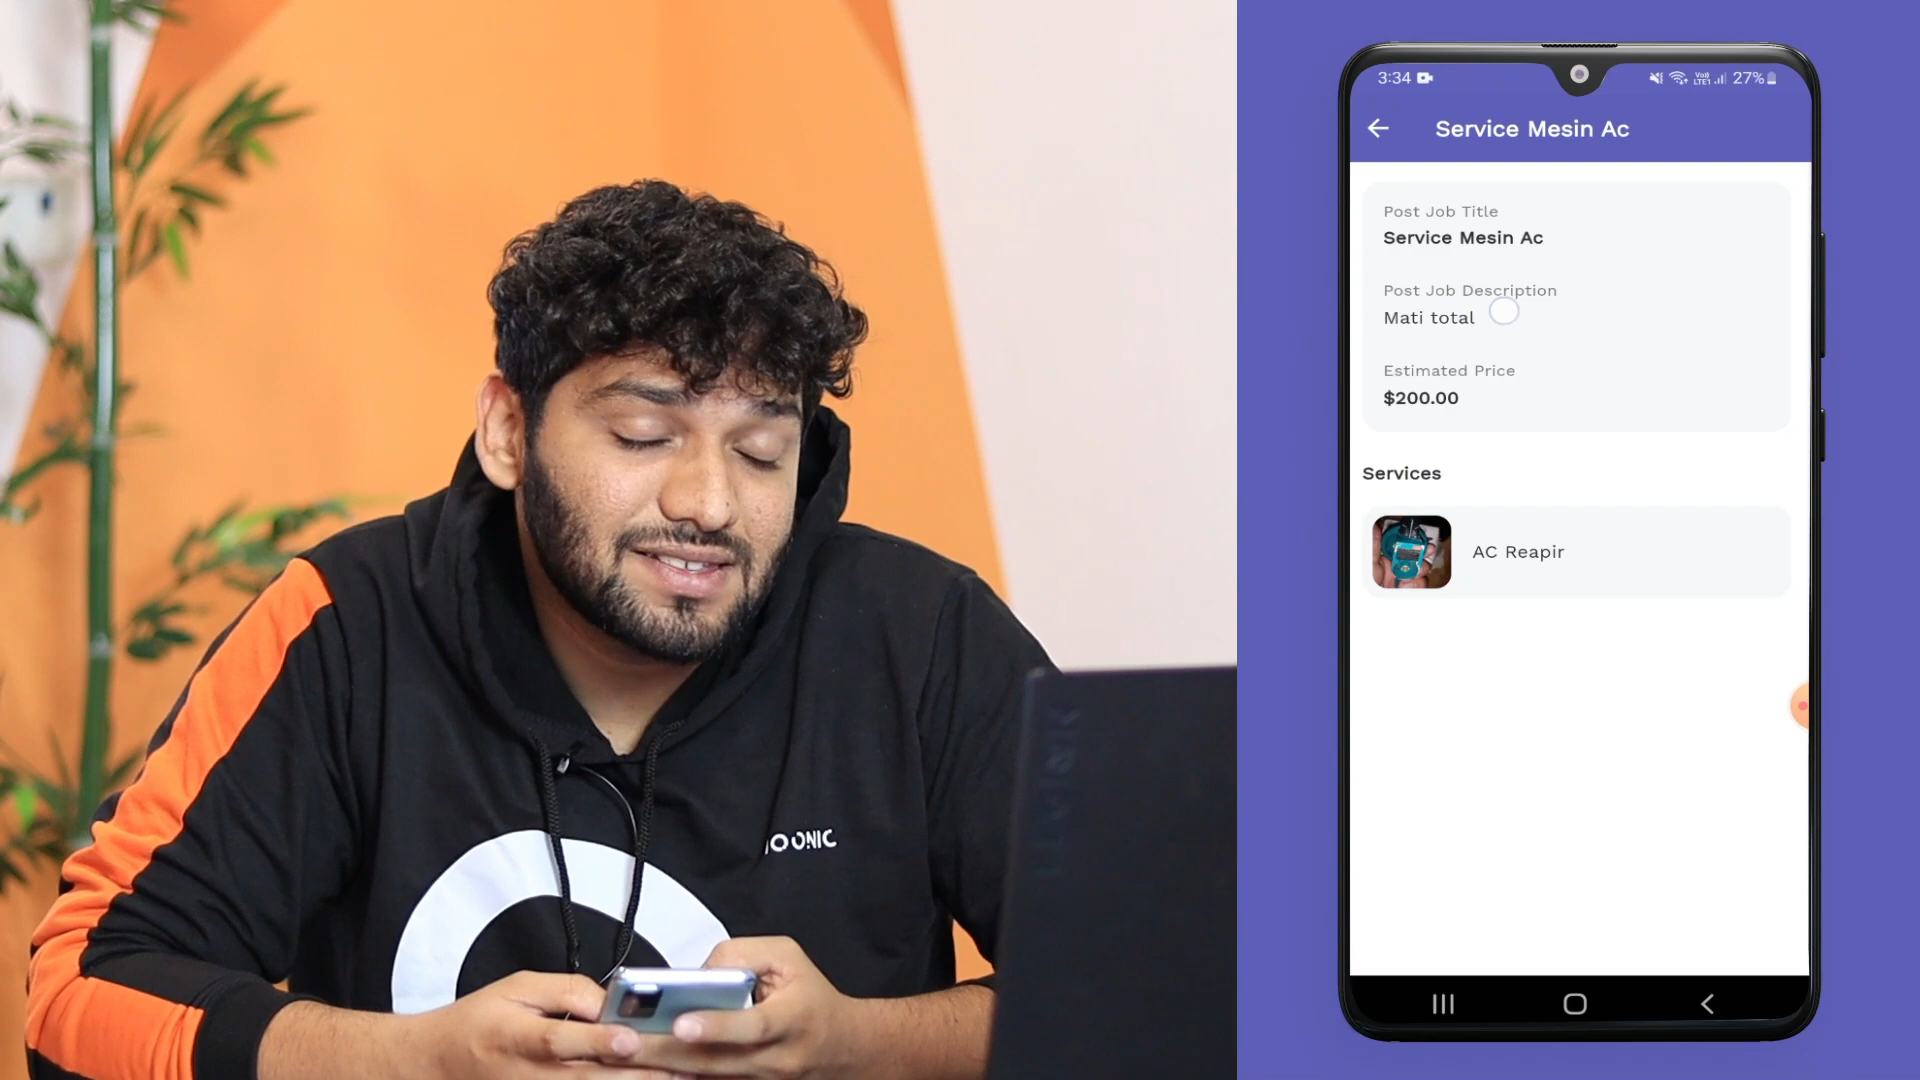 3:34
27%
Service Mesin Ac
Post Job Title
Service Mesin Ac
Post Job Description
Mati total
Estimated Price
$200.00
Services
AC Reapir